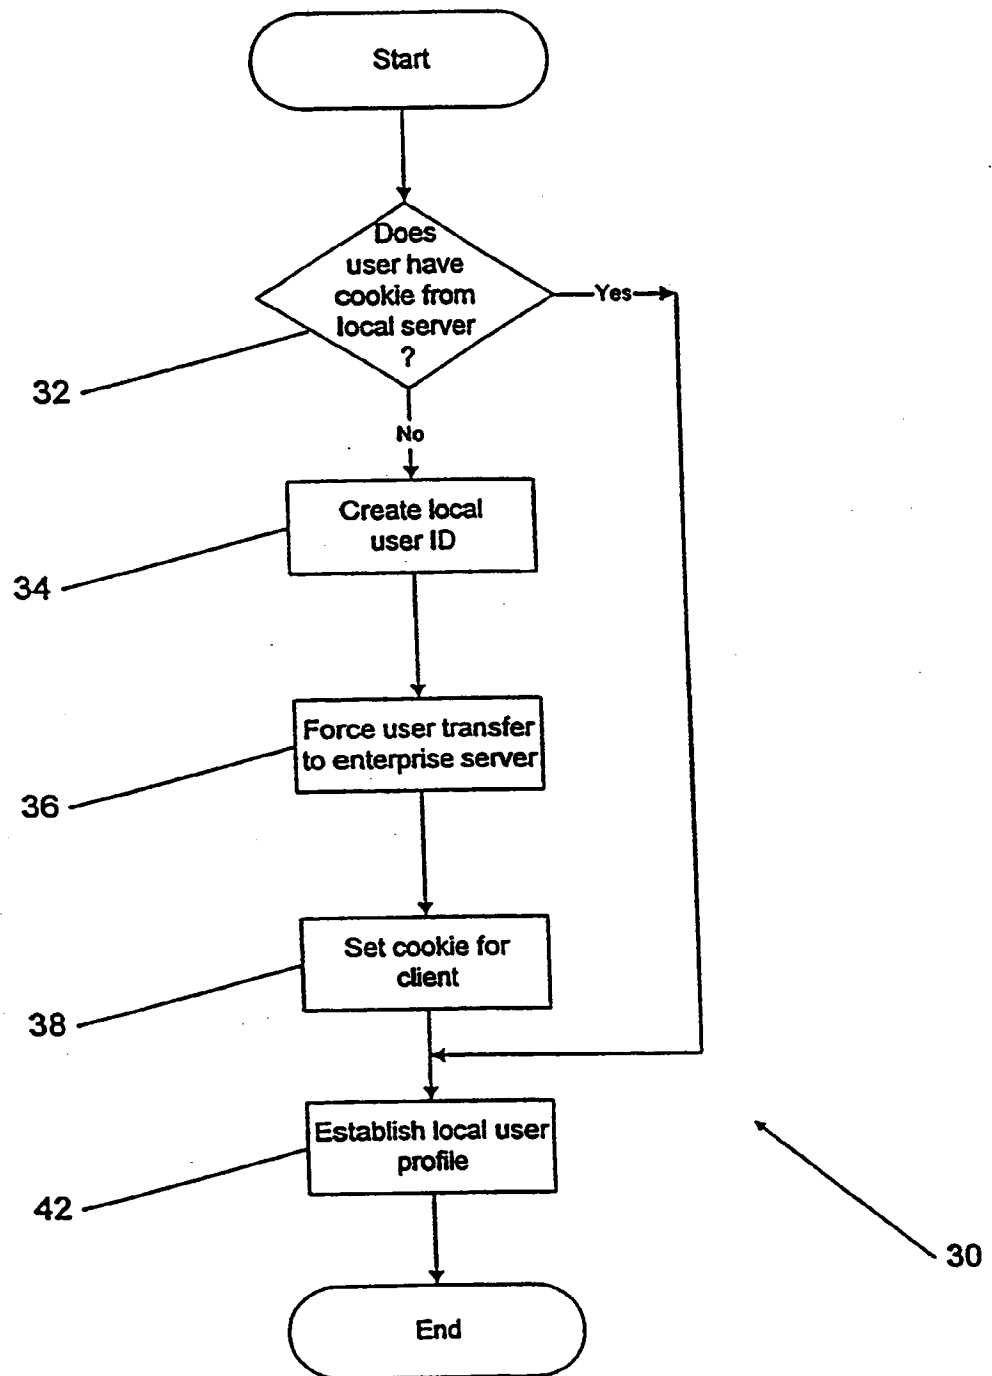 Start
Does
user have
cookie from
local server
?
Yes
32
No
Create local
user ID
34
Force user transfer
to enterprise server
36
Set cookie for
client
38
Establish local user
profile
42
30
End